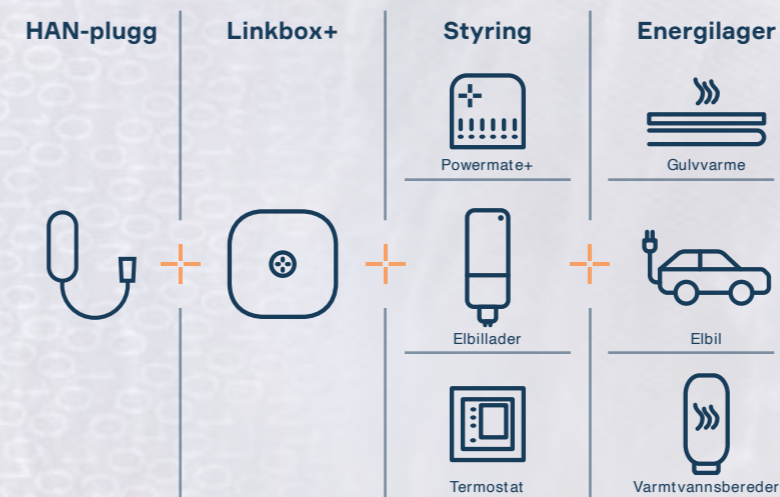 HAN-plugg
Linkbox+
Styring
Energilager
Powermate+
Gulvvarme
Elbillader
Elbil
Termostat
Varmtvannsbereder